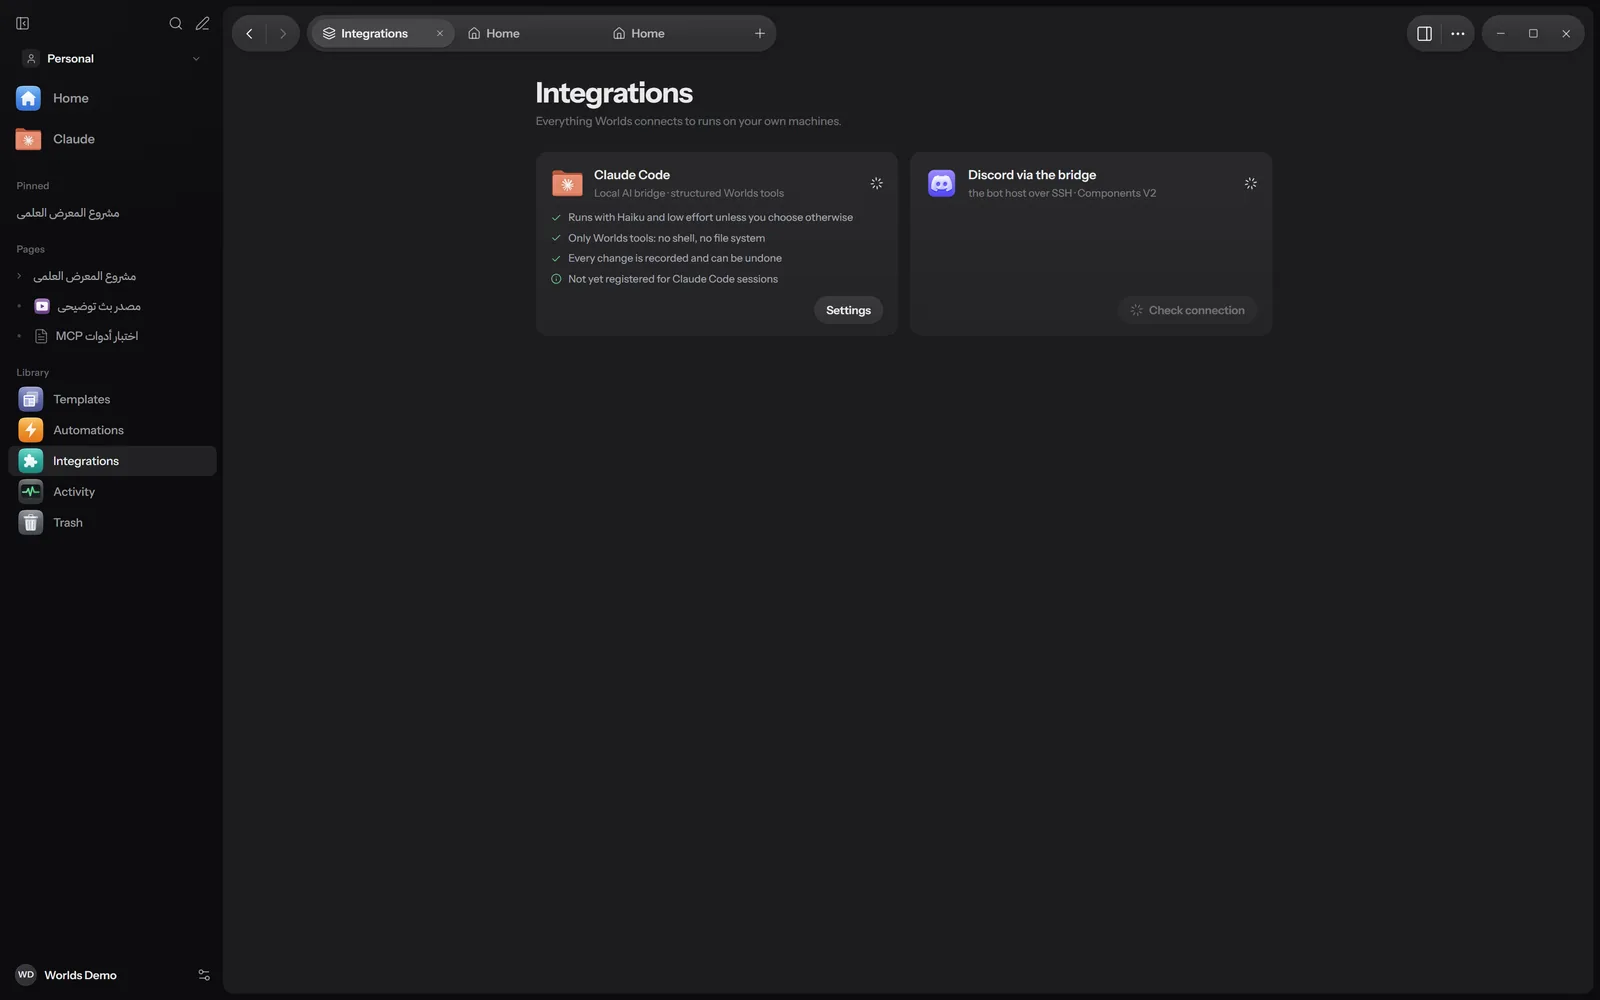 Personal
Home
Claude
Pinned
مشروع المعرض العلمي
Pages
مشروع المعرض العلمي
مصدر بث توضيحي
اختبار أدوات MCP
Library
Templates
Automations
Integrations
Activity
Trash
WD Worlds Demo
Integrations
Home
Home
Integrations
Everything Worlds connects to runs on your own machines.
Claude Code
Local AI bridge · structured Worlds tools
Runs with Haiku and low effort unless you choose otherwise
Only Worlds tools: no shell, no file system
Every change is recorded and can be undone
Not yet registered for Claude Code sessions
Settings
Discord via the bridge
the bot host over SSH · Components V2
Check connection